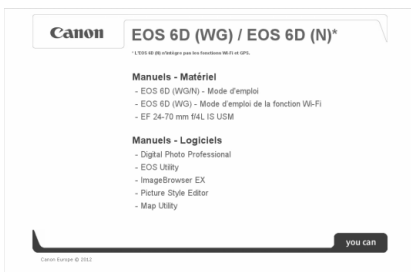 Canon
EOS 6D (WG) / EOS 6D (N)*
* L'EOS 6D (N) n'intègre pas les fonctions Wi-Fi et GPS.
Manuels - Matériel
- EOS 6D (WG/N) - Mode d'emploi
- EOS 6D (WG) - Mode d'emploi de la fonction Wi-Fi
- EF 24-70 mm f/4L IS USM
Manuels - Logiciels
- Digital Photo Professional
- EOS Utility
- ImageBrowser EX
- Picture Style Editor
- Map Utility
you can
Canon Europe © 2012